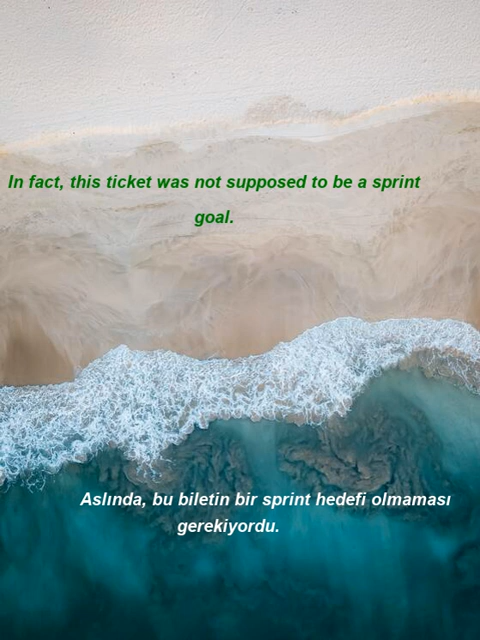 In fact, this ticket was not supposed to be a sprint
goal.
Aslında, bu biletin bir sprint hedefi olmaması
gerekiyordu.